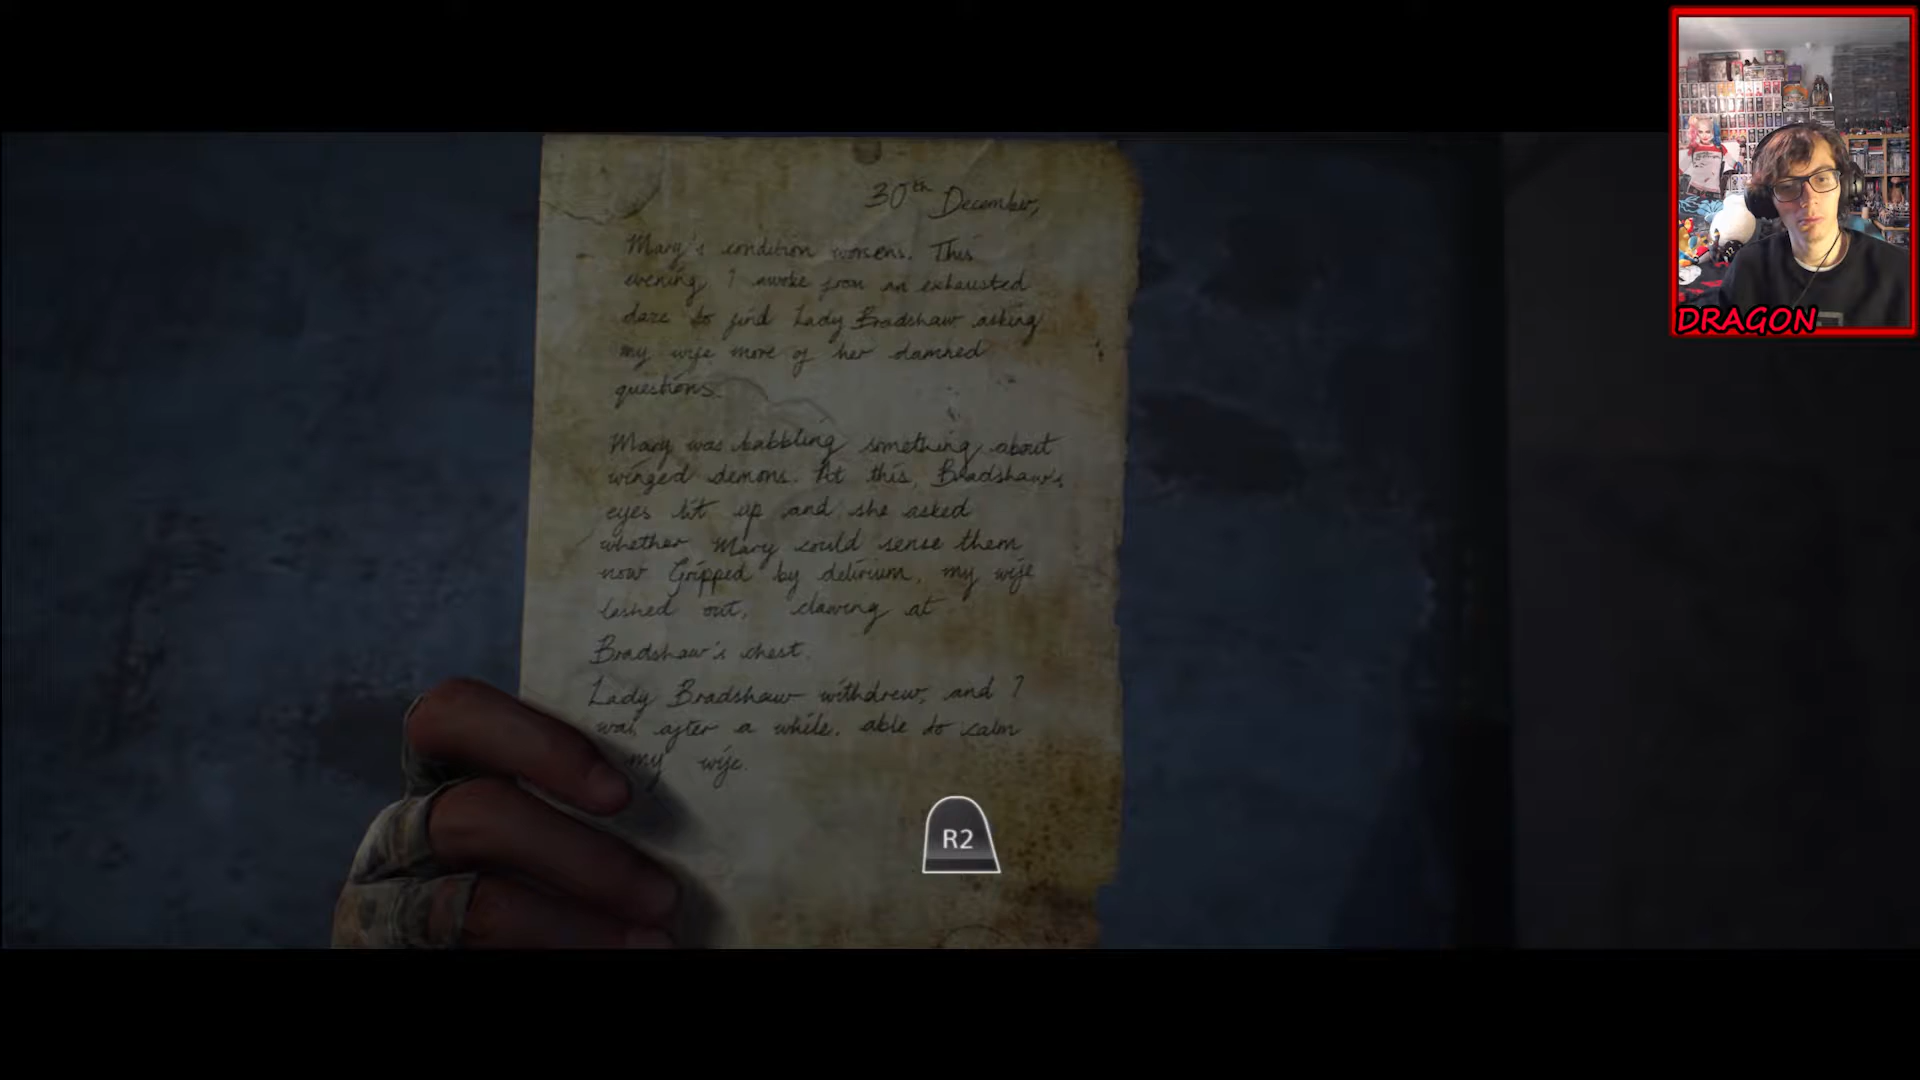 30th December,
Mary's condition worsens. This
evening I awoke from an exhausted
daze to find Lady Bradshaw asking
my wife more of her damned
questions.
Mary was babbling something about
winged demons. At this, Bradshaw's
eyes lit up and she asked
whether Mary could sense them
now Gripped by delirium, my wife
lashed out, clawing at
Bradshaw's chest.
Lady Bradshaw withdrew, and I
was, after a while, able to calm
my wife.
R2
DRAGON